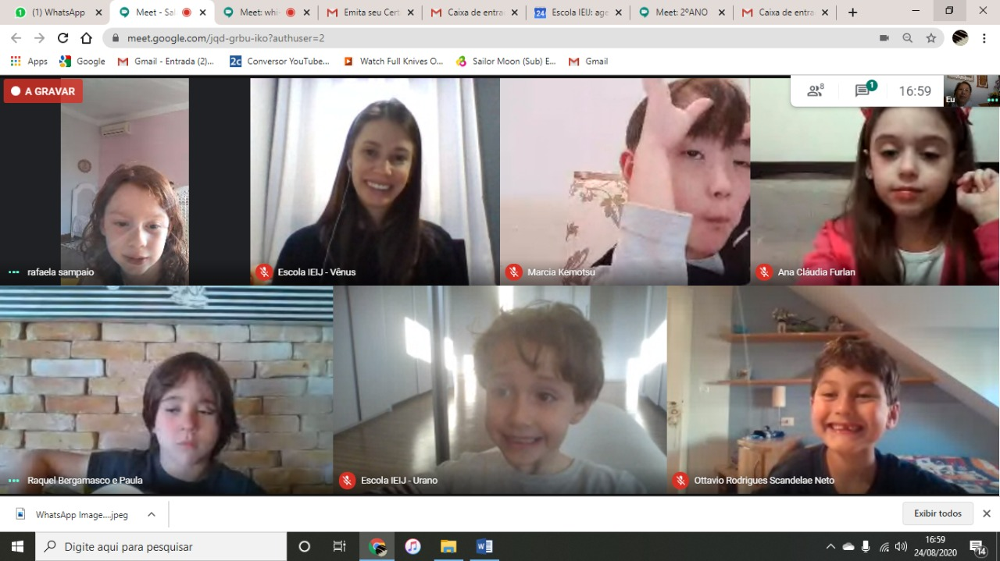 (1) WhatsApp
Meet - Sal
Meet: whi-
Emita seu Cert
Caixa de entra
Caixa de entra
Escola IEIJ: age
Meet: 2ºANO
Caixa de entra
meet.google.com/jqd-grbu-iko?authuser=2
Apps
Google
Gmail - Entrada (2)...
Conversor YouTube...
Watch Full Knives O...
Sailor Moon (Sub) E...
Gmail
A GRAVAR
8
1
16:59
Eu
rafaela sampaio
Escola IEIJ - Vênus
Marcia Kemotsu
Ana Cláudia Furlan
Raquel Bergamasco e Paula
Escola IEIJ - Urano
Ottavio Rodrigues Scandelae Neto
WhatsApp Image....jpeg
Exibir todos
Digite aqui para pesquisar
16:59
24/08/2020
14